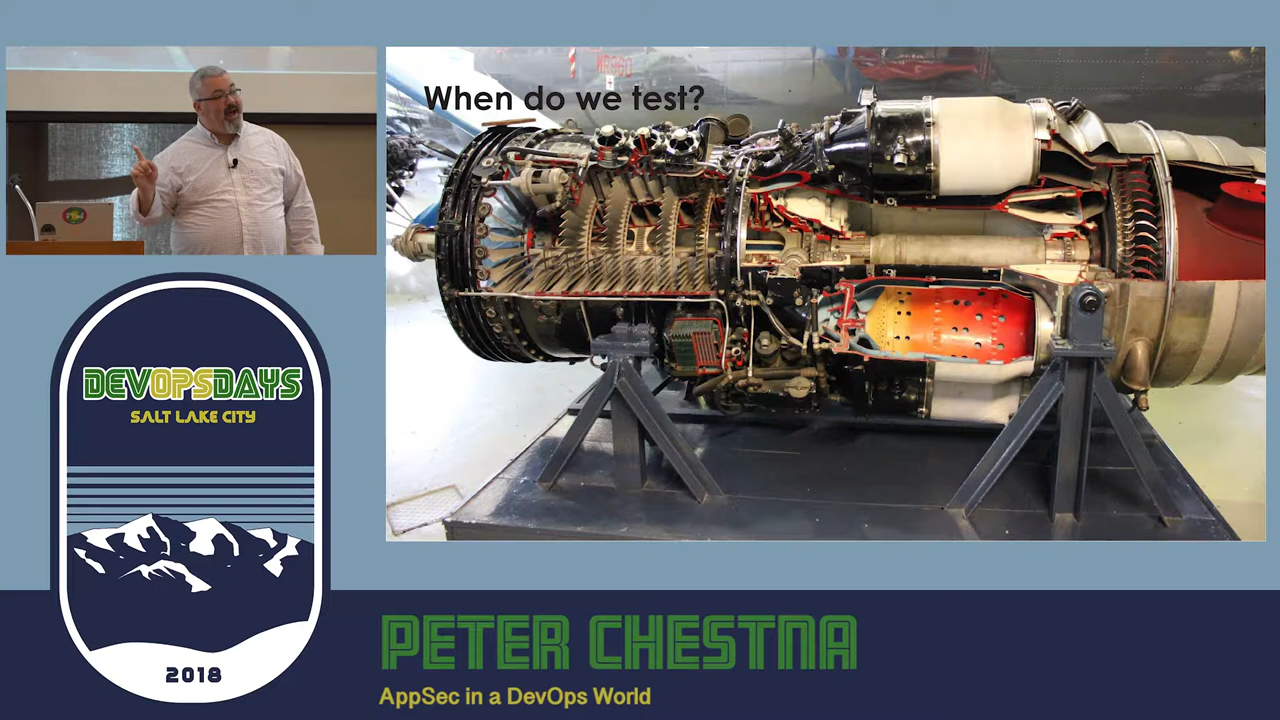 When do we test?
DEVOPSDAYS
SALT LAKE CITY
2018
PETER CHESTNA
AppSec in a DevOps World